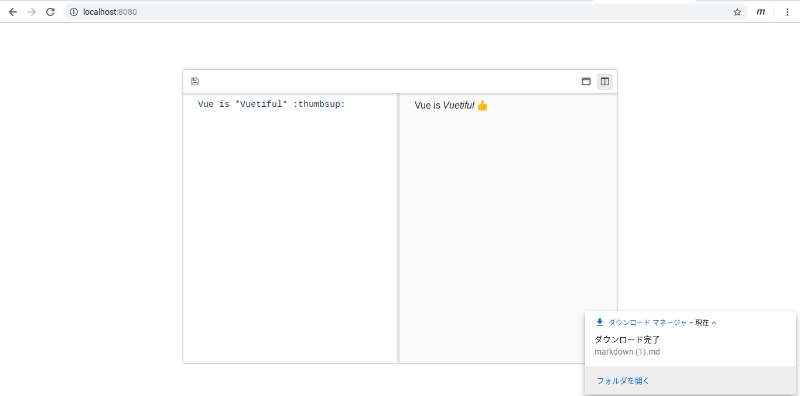 localhost:8080
m
Vue is *Vuetiful* :thumbsup:
Vue is Vuetiful 👍
ダウンロード マネージャ • 現在
ダウンロード完了
markdown (1).md
フォルダを開く